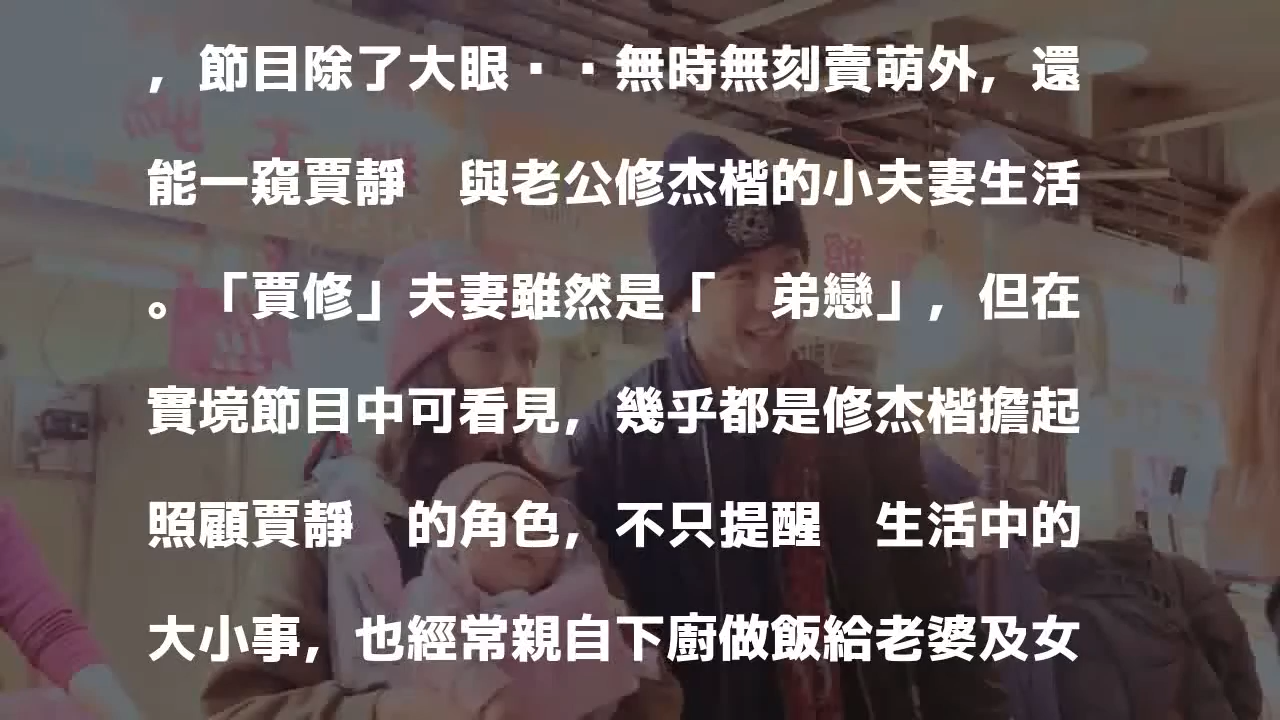 ，節目除了大眼··無時無刻賣萌外，還
能一窺賈靜　與老公修杰楷的小夫妻生活
。「賈修」夫妻雖然是「　弟戀」，但在
實境節目中可看見，幾乎都是修杰楷擔起
照顧賈靜　的角色，不只提醒　生活中的
大小事，也經常親自下廚做飯給老婆及女